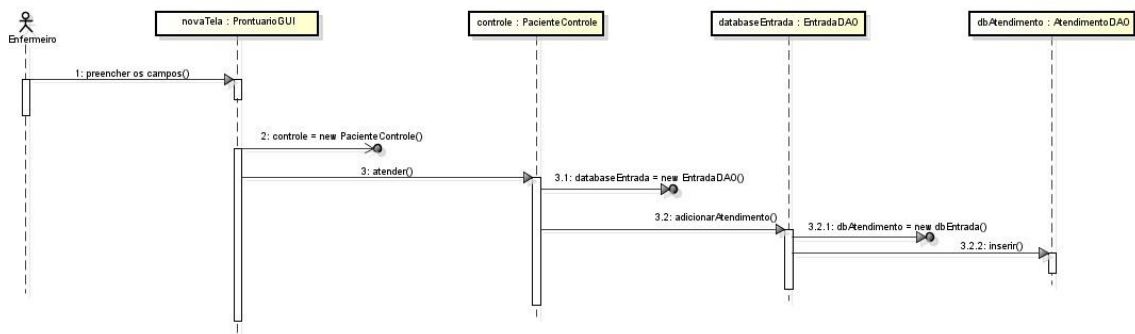 novaTela : ProntuarioGUI
controle : PacienteControle
databaseEntrada : EntradaDAO
dbAtendimento : AtendimentoDAO
Enfermeiro
1: preencher os campos()
2: controle = new PacienteControle()
3: atender()
3.1: databaseEntrada = new EntradaDAO()
3.2: adicionarAtendimento()
3.2.1: dbAtendimento = new dbEntrada()
3.2.2: inserir()